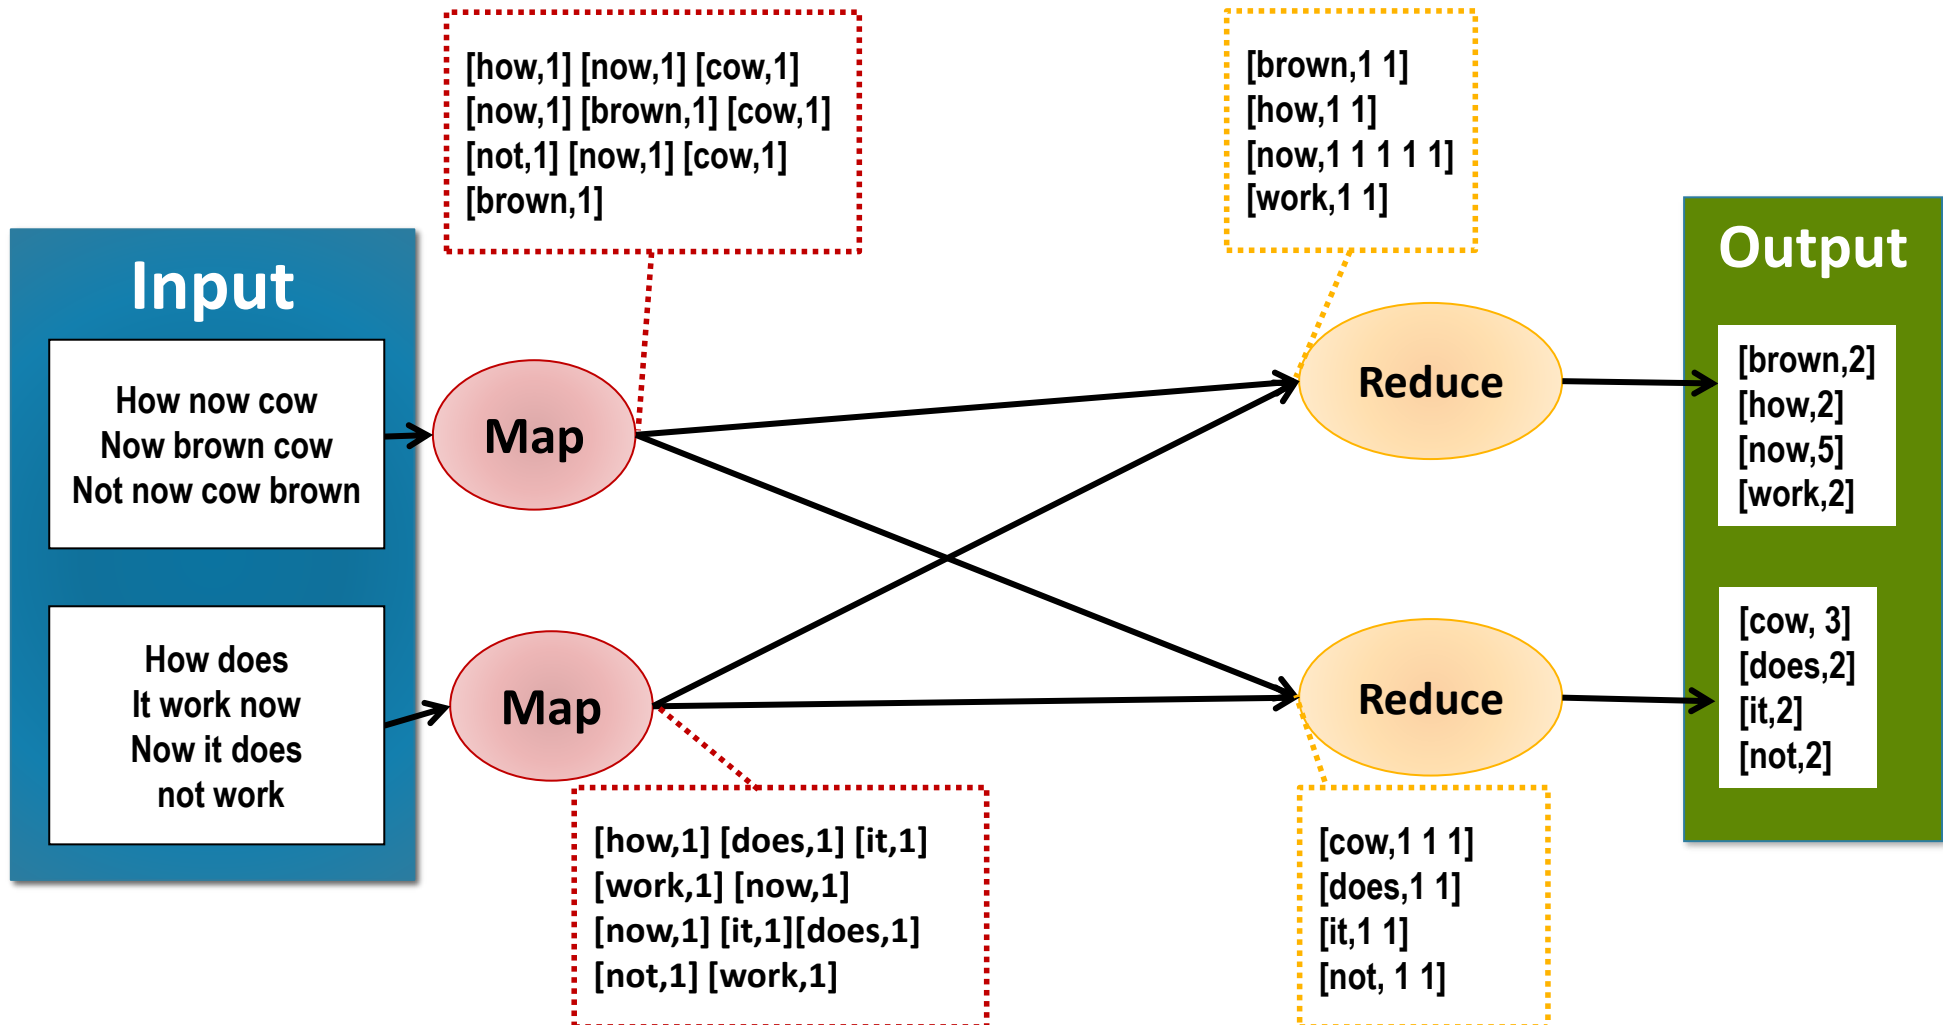 [how,1] [now,1] [cow,1]
[now,1] [brown,1] [cow,1]
[not,1] [now,1] [cow,1]
[brown,1]
[brown,1 1]
[how,1 1]
[now,1 1 1 1 1]
[work,1 1]
Input
How now cow
Now brown cow
Not now cow brown
How does
It work now
Now it does
not work
Map
Map
Reduce
Reduce
Output
[brown,2]
[how,2]
[now,5]
[work,2]
[cow, 3]
[does,2]
[it,2]
[not,2]
[how,1] [does,1] [it,1]
[work,1] [now,1]
[now,1] [it,1][does,1]
[not,1] [work,1]
[cow,1 1 1]
[does,1 1]
[it,1 1]
[not, 1 1]